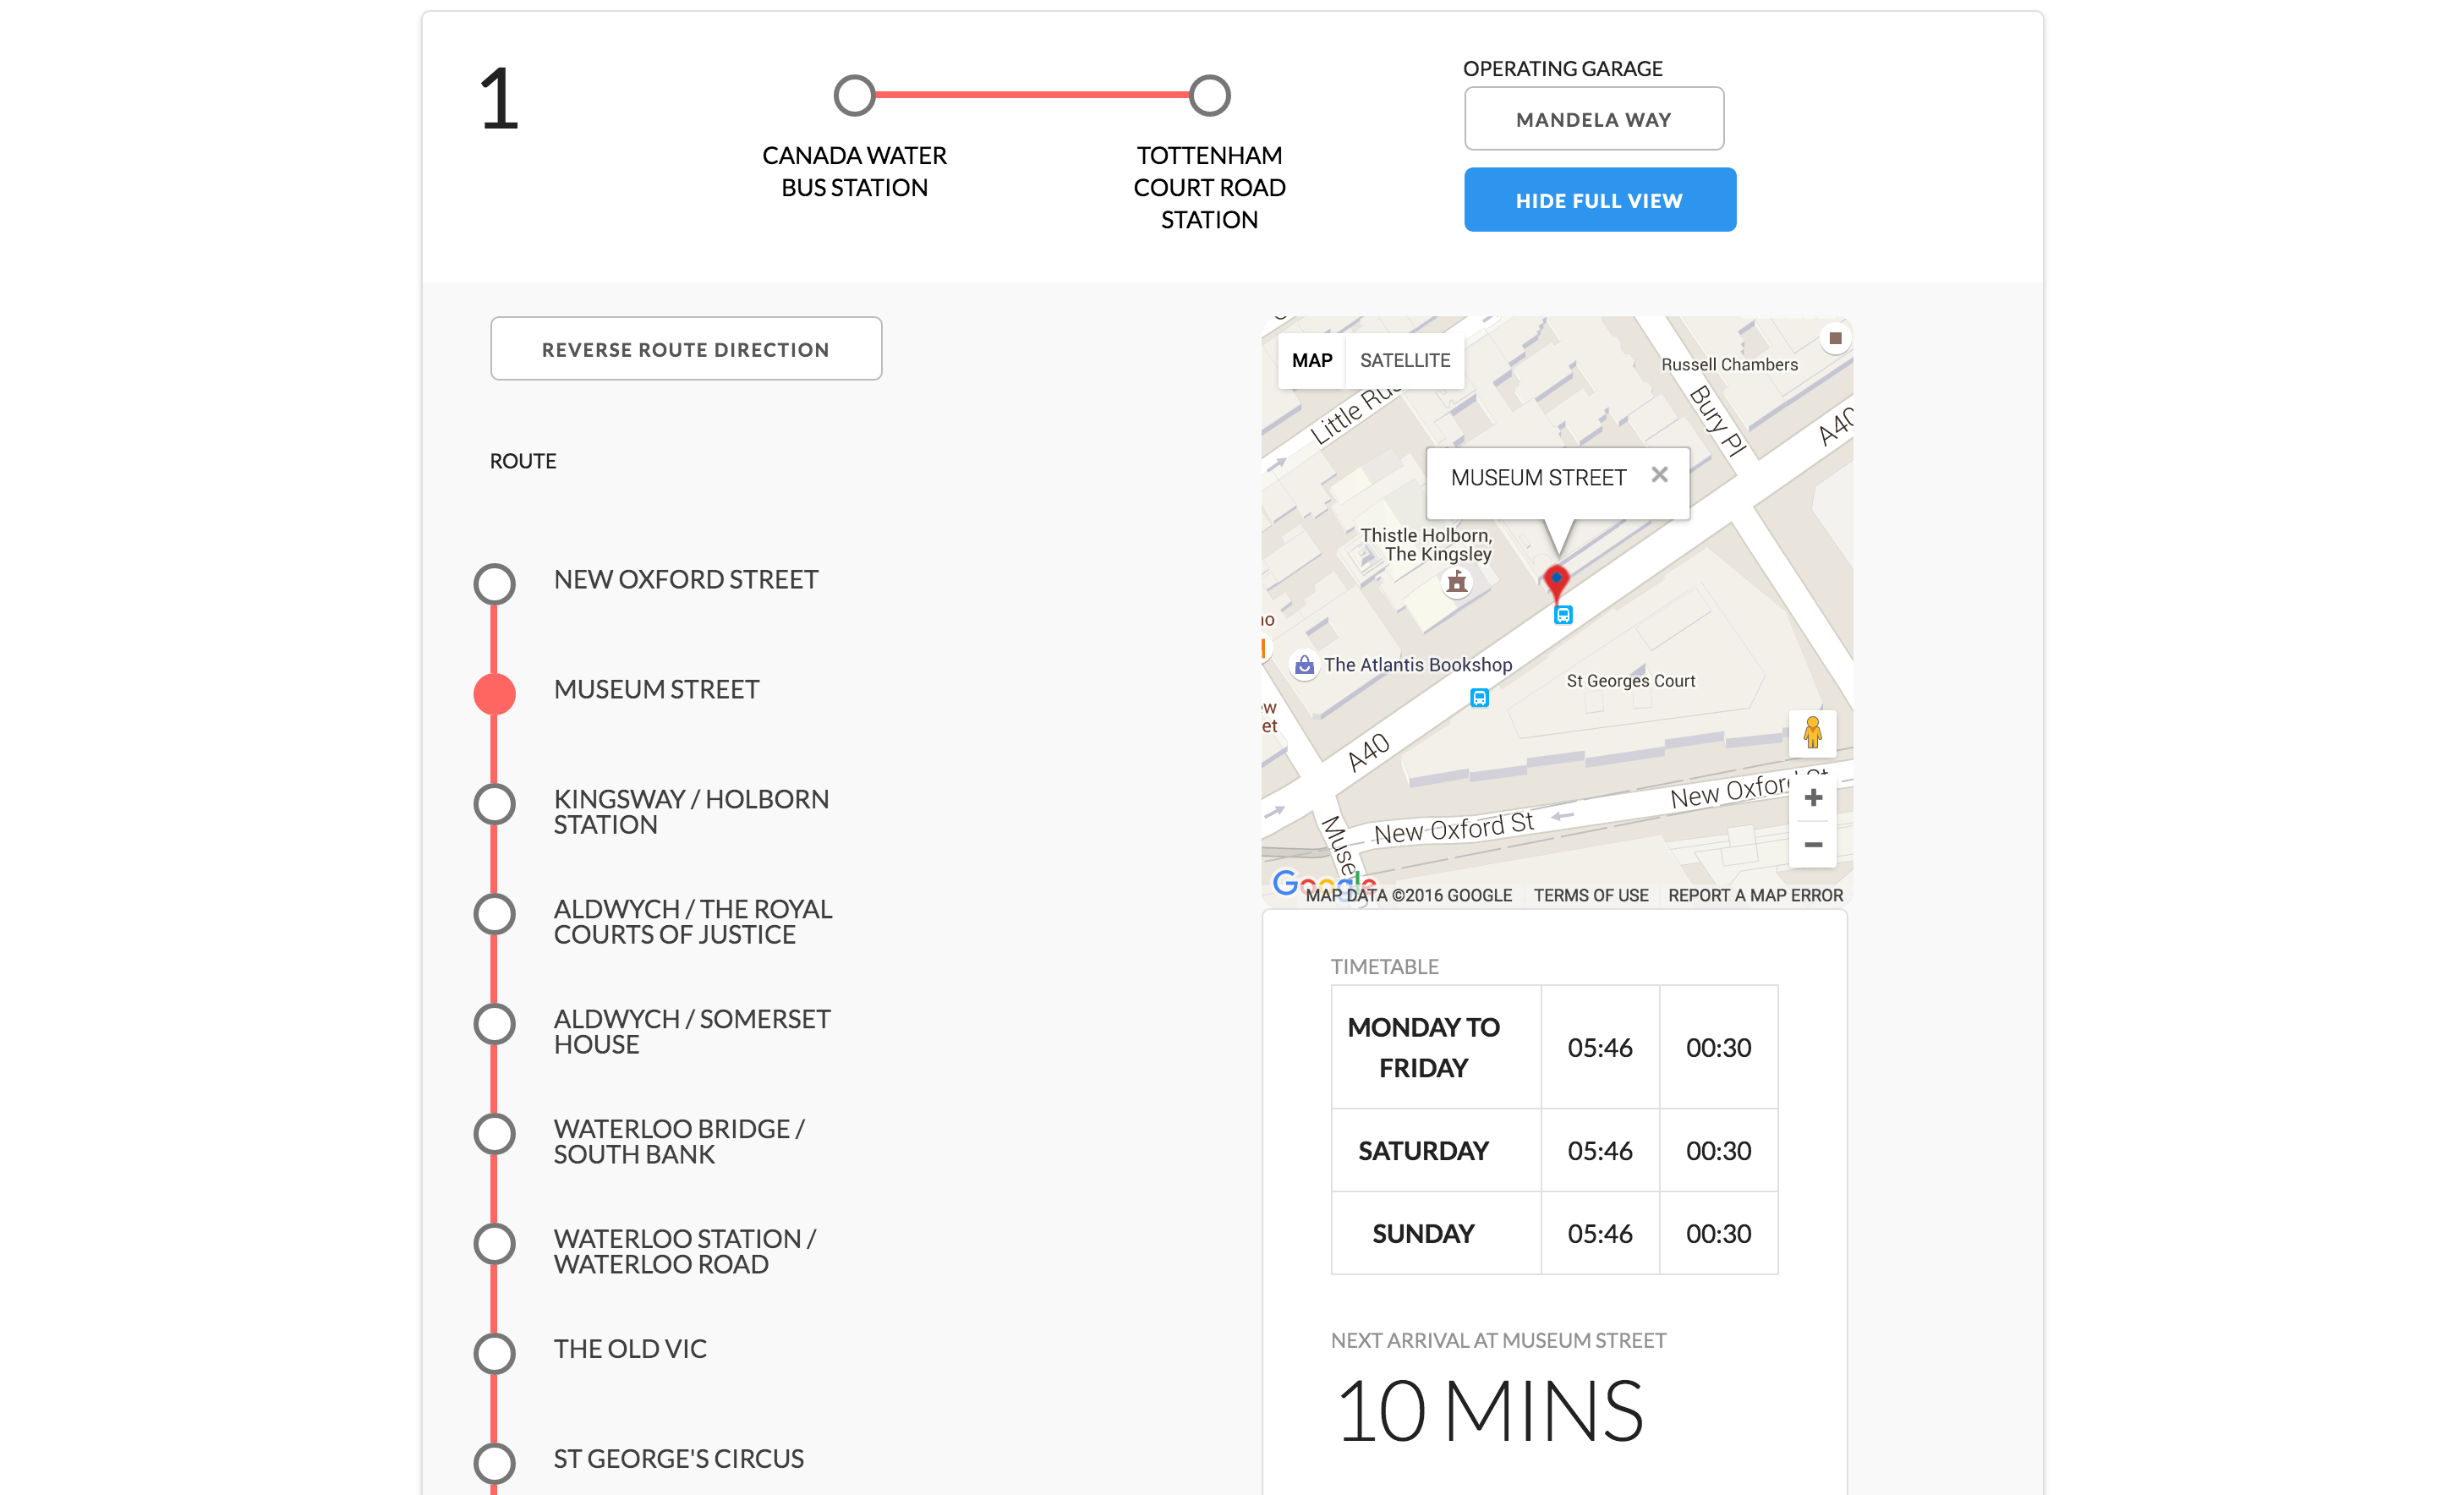 1
CANADA WATER
BUS STATION
TOTTENHAM
COURT ROAD
STATION
OPERATING GARAGE
MANDELA WAY
HIDE FULL VIEW
REVERSE ROUTE DIRECTION
ROUTE
NEW OXFORD STREET
MUSEUM STREET
KINGSWAY / HOLBORN
STATION
ALDWYCH / THE ROYAL
COURTS OF JUSTICE
ALDWYCH / SOMERSET
HOUSE
WATERLOO BRIDGE /
SOUTH BANK
WATERLOO STATION /
WATERLOO ROAD
THE OLD VIC
ST GEORGE'S CIRCUS
MAP SATELLITE
Russell Chambers
Little Rus
Bury Pl
A40
MUSEUM STREET
Thistle Holborn,
The Kingsley
The Atlantis Bookshop
St Georges Court
A40
New Oxford St
New Oxford St
Muse
Google
MAP DATA ©2016 GOOGLE TERMS OF USE REPORT A MAP ERROR
TIMETABLE
MONDAY TO
FRIDAY 05:46 00:30
SATURDAY 05:46 00:30
SUNDAY 05:46 00:30
NEXT ARRIVAL AT MUSEUM STREET
10 MINS